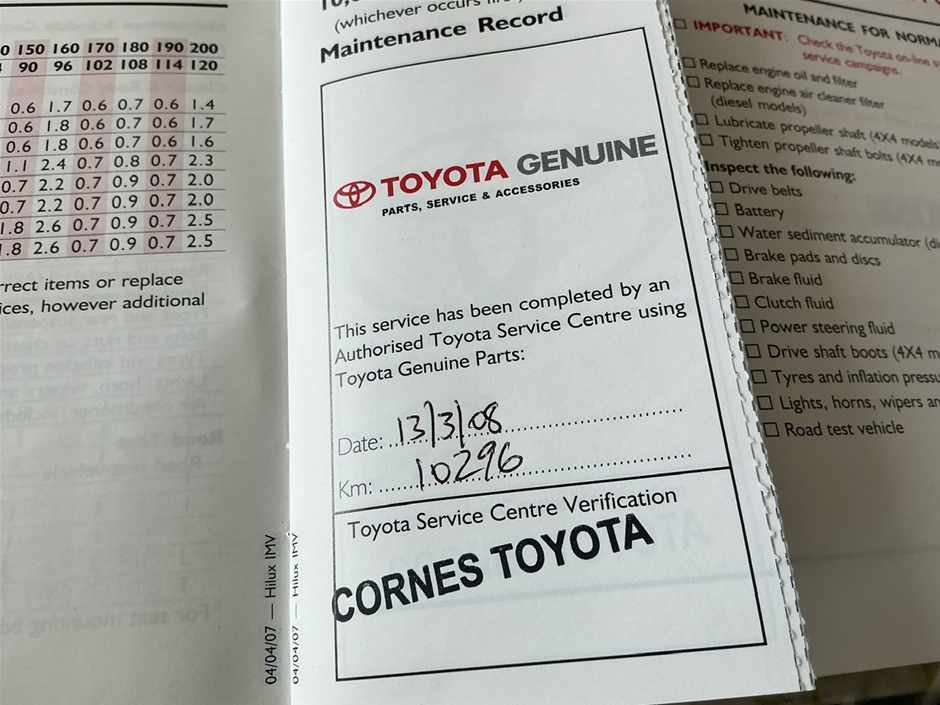 150 160 170 180 190 200
90 96 102 108 114 120
0.6 1.7 0.6 0.7 0.6 1.4
0.6 1.8 0.6 0.7 0.6 1.7
0.6 1.8 0.6 0.7 0.6 1.6
1.1 2.4 0.7 0.8 0.7 2.3
0.7 2.2 0.7 0.9 0.7 2.0
0.7 2.2 0.7 0.9 0.7 2.0
1.8 2.6 0.7 0.9 0.7 2.5
1.8 2.6 0.7 0.9 0.7 2.5
rrect items or replace
ices, however additional
04/04/07 — Hilux IMV
04/04/07 — Hilux IMV
(whichever occurs
Maintenance Record
TOYOTA GENUINE
PARTS, SERVICE & ACCESSORIES
This service has been completed by an
Authorised Toyota Service Centre using
Toyota Genuine Parts:
Date: 13/3/08
Km: 10296
Toyota Service Centre Verification
CORNES TOYOTA
MAINTENANCE FOR NORMA
IMPORTANT: Check the Toyota on-line s
service campaigns.
Replace engine oil and filter
Replace engine air cleaner filter
(diesel models)
Lubricate propeller shaft (4X4 models
Tighten propeller shaft bolts (4X4 m
Inspect the following:
Drive belts
Battery
Water sediment accumulator (di
Brake pads and discs
Brake fluid
Clutch fluid
Power steering fluid
Drive shaft boots (4X4 m
Tyres and inflation pressu
Lights, horns, wipers an
Road test vehicle